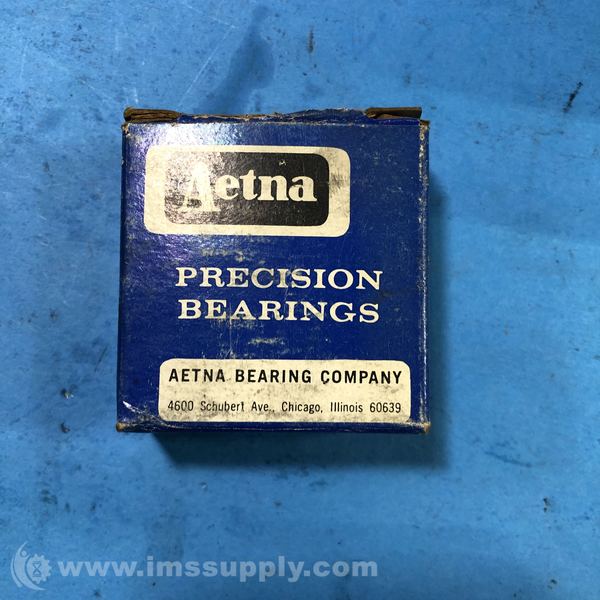 Aetna
PRECISION
BEARINGS
AETNA BEARING COMPANY
4600 Schubert Ave., Chicago, Illinois 60639
www.imssupply.com